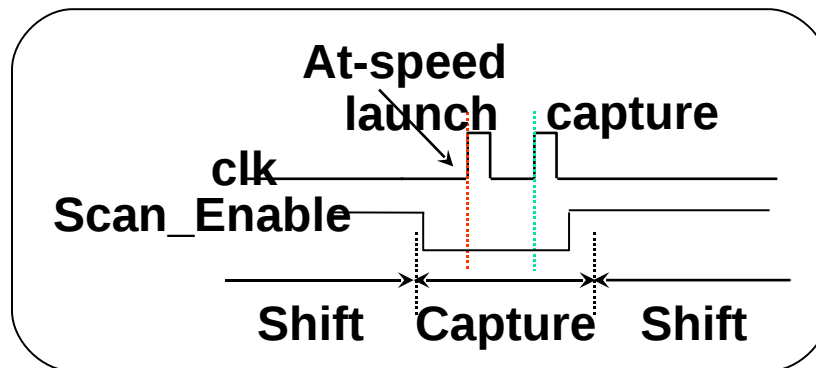 At-speed
launch capture
clk
Scan_Enable
Shift Capture Shift